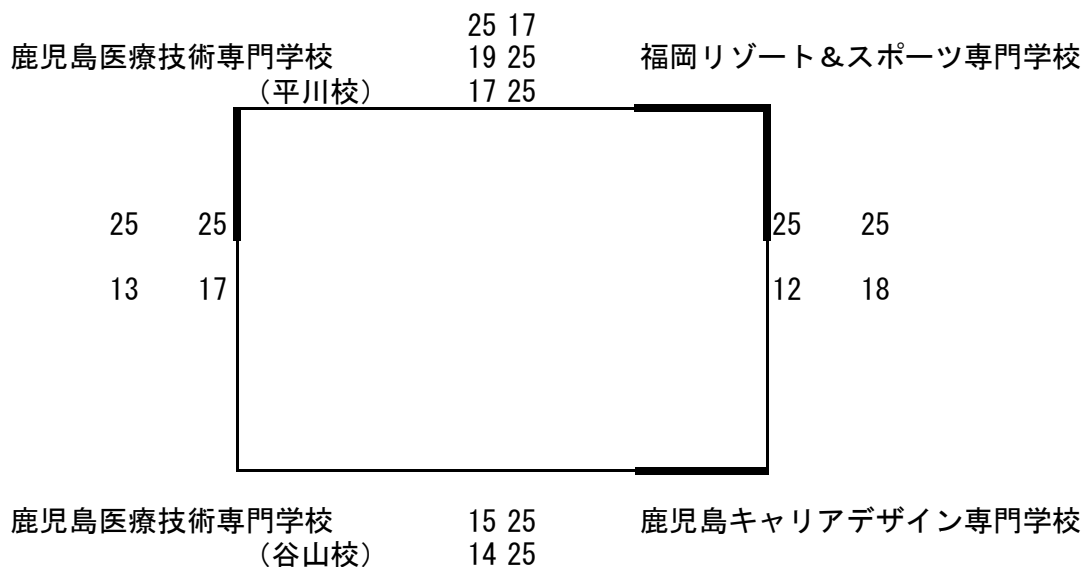 25 17
鹿児島医療技術専門学校 19 25 福岡リゾート＆スポーツ専門学校
（平川校） 17 25
25 25 25 25
13 17 12 18
鹿児島医療技術専門学校 15 25 鹿児島キャリアデザイン専門学校
（谷山校） 14 25